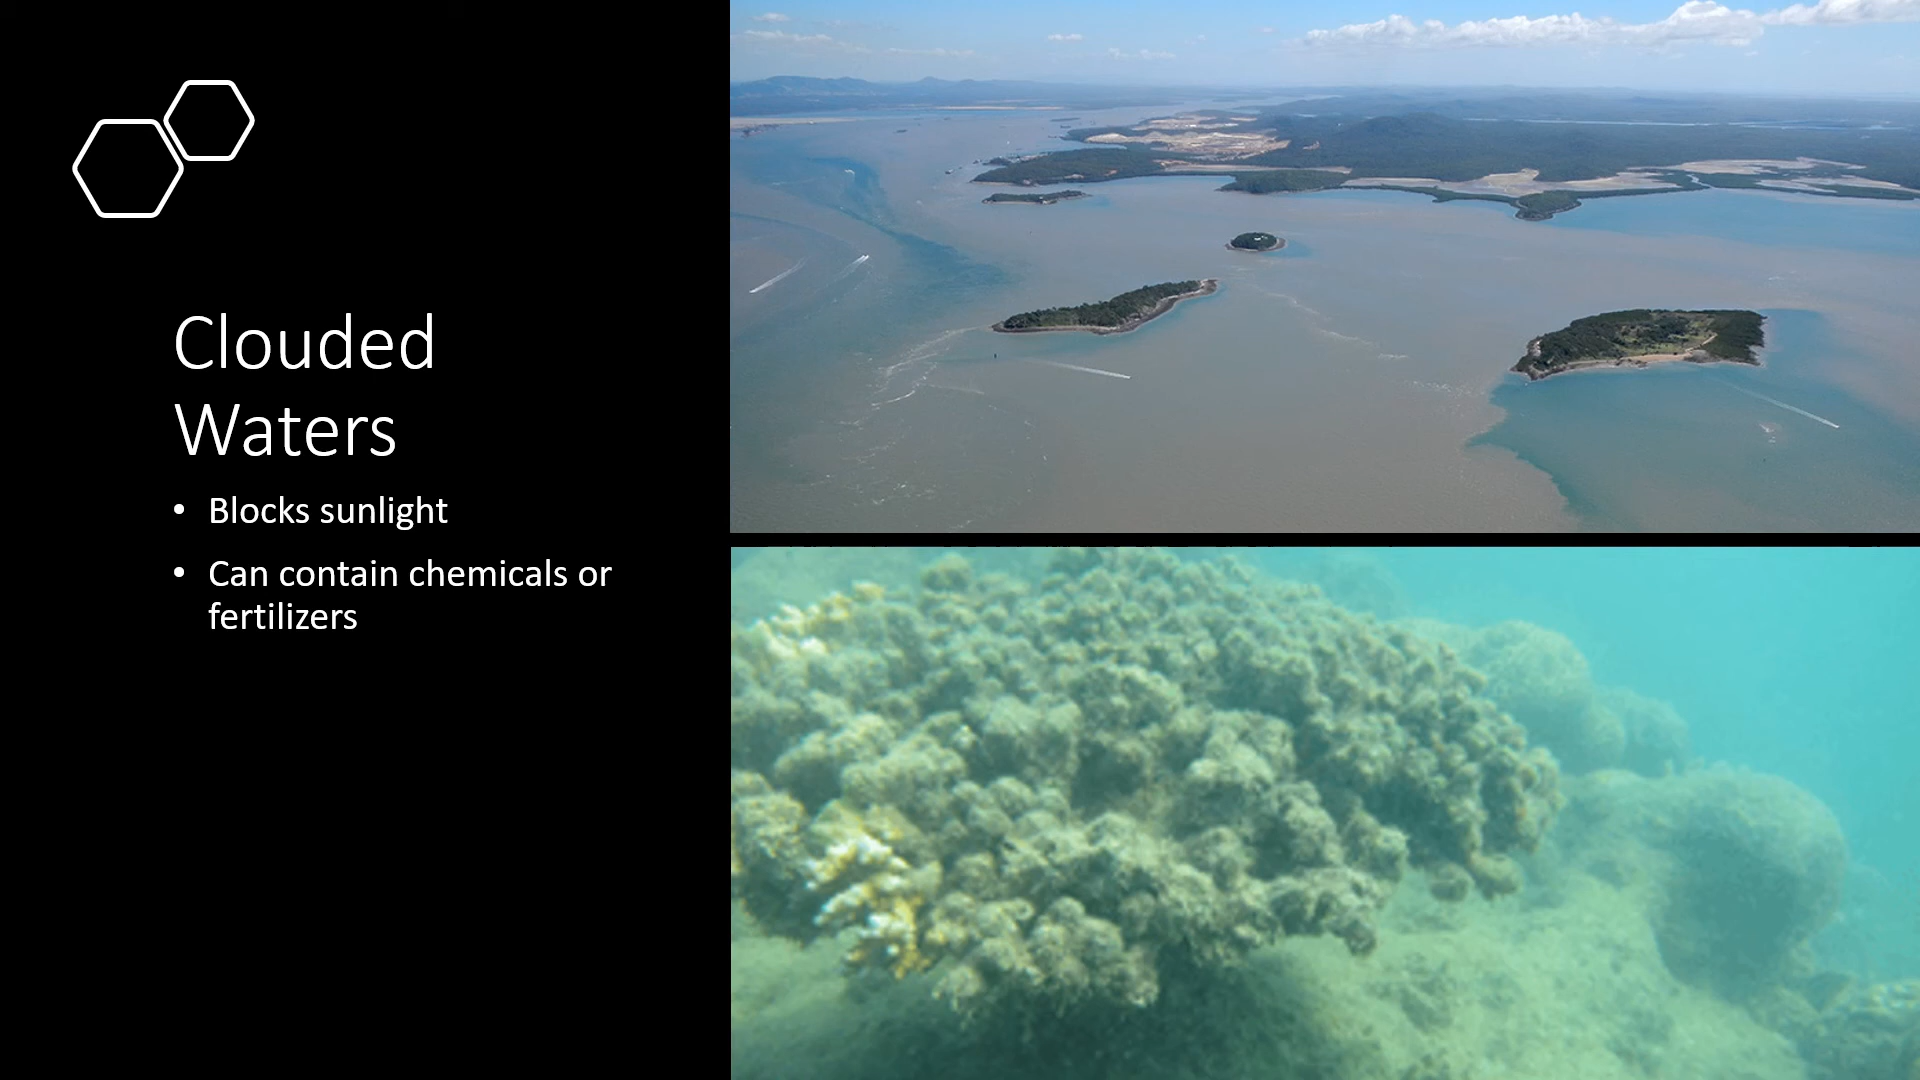 Clouded
Waters
• Blocks sunlight
• Can contain chemicals or
fertilizers